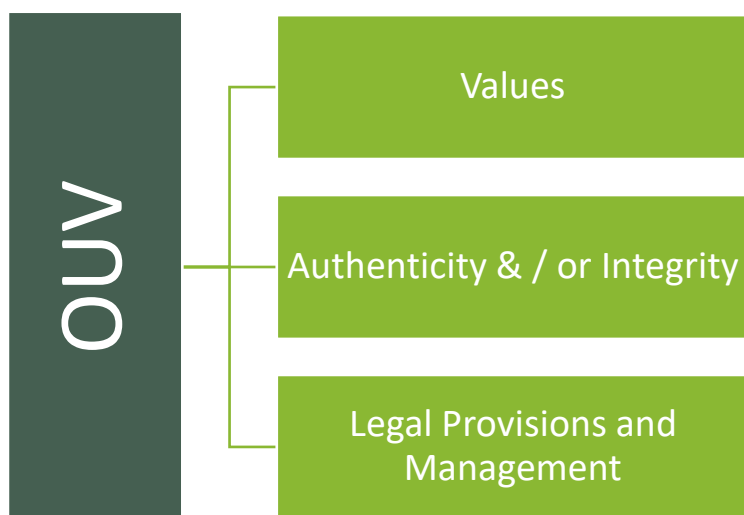 OUV
Values
Authenticity & / or Integrity
Legal Provisions and
Management